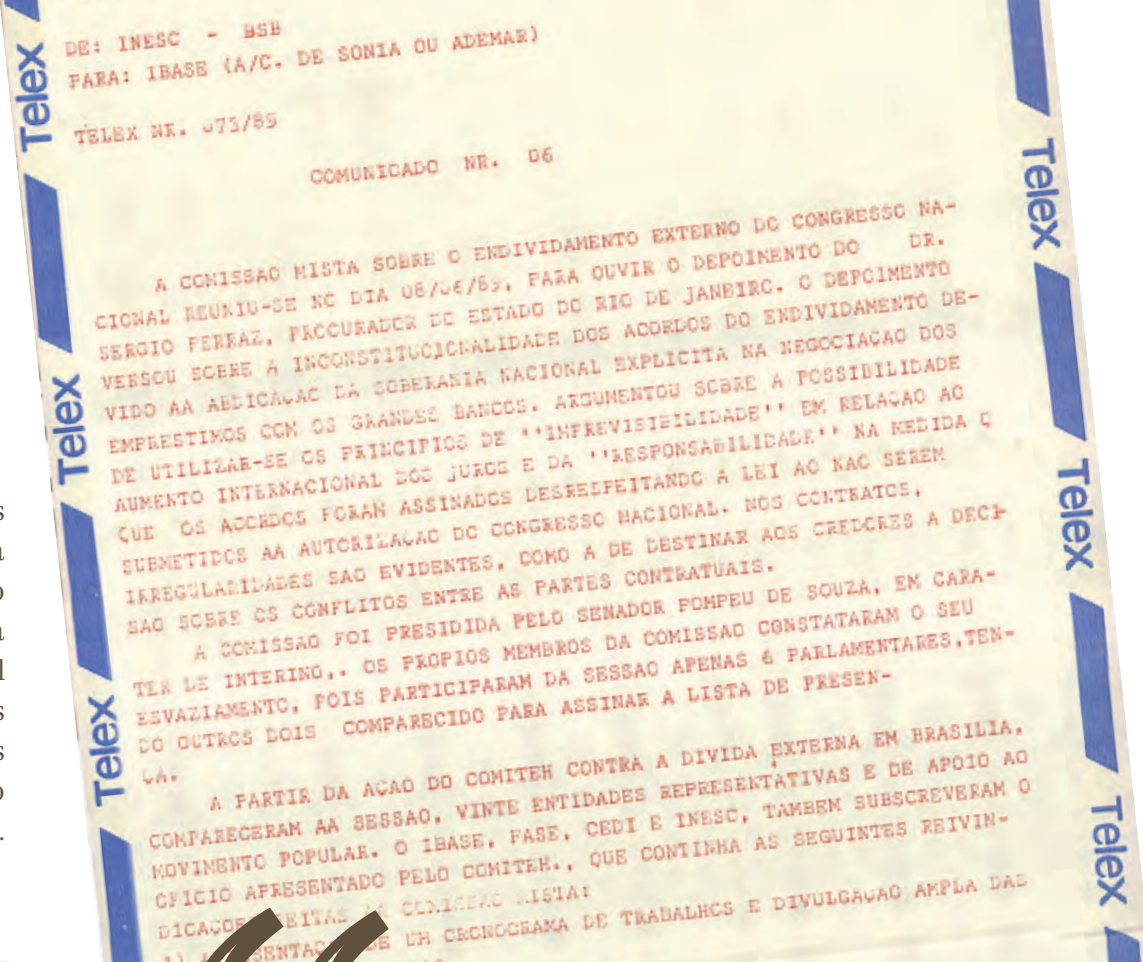 DE: INESC - BSB
PARA: IBASE (A/C. DE SONIA OU ADEMAR)
TELEX NR. 073/89
COMUNICADO NR. 06
A COMISSAO MISTA SOBRE O ENDIVIDAMENTO EXTERNO DO CONGRESSO NA-
CIONAL REUNIU-SE NO DIA 08/06/89, PARA OUVIR O DEPOIMENTO DO DR.
SERGIO FERRAZ, PROCURADOR DO ESTADO DO RIO DE JANEIRO. O DEPOIMENTO
VERSOU SOBRE A INCONSTITUCIONALIDADE DOS ACORDOS DO ENDIVIDAMENTO DE-
VIDO AA ABDICACAO DA SOBERANIA NACIONAL EXPLICITA NA NEGOCIACAO DOS
EMPRESTIMOS COM OS GRANDES BANCOS. ARGUMENTOU SOBRE A POSSIBILIDADE
DE UTILIZAR-SE OS PRINCIPIOS DE ''IMPREVISIBILIDADE'' EM RELACAO AO
AUMENTO INTERNACIONAL DOS JUROS E DA ''RESPONSABILIDADE'' NA MEDIDA Q
QUE OS ACORDOS FORAM ASSINADOS DESRESPEITANDO A LEI AO NAO SEREM
SUBMETIDOS AA AUTORIZACAO DO CONGRESSO NACIONAL. NOS CONTRATOS,
IRREGULARIDADES SAO EVIDENTES, COMO A DE DESTINAR AOS CREDORES A DECI-
SAO SOBRE OS CONFLITOS ENTRE AS PARTES CONTRATUAIS.
A COMISSAO FOI PRESIDIDA PELO SENADOR POMPEU DE SOUZA, EM CARA-
TER DE INTERINO,. OS PROPIOS MEMBROS DA COMISSAO CONSTATARAM O SEU
ESVAZIAMENTO, POIS PARTICIPARAM DA SESSAO APENAS 6 PARLAMENTARES,TEN-
DO OUTROS DOIS COMPARECIDO PARA ASSINAR A LISTA DE PRESEN-
CA.
A PARTIR DA ACAO DO COMITEH CONTRA A DIVIDA EXTERNA EM BRASILIA,
COMPARECERAM AA SESSAO, VINTE ENTIDADES REPRESENTATIVAS E DE APOIO AO
MOVIMENTO POPULAR. O IBASE, FASE, CEDI E INESC, TAMBEM SUBSCREVERAM O
OFICIO APRESENTADO PELO COMITEH., QUE CONTINHA AS SEGUINTES REIVIN-
DICACOES FEITAS COMISSAO MISTA:
DE UM CRONOGRAMA DE TRABALHOS E DIVULGACAO AMPLA DAS
Telex
Telex
Telex
Telex
Telex
Telex